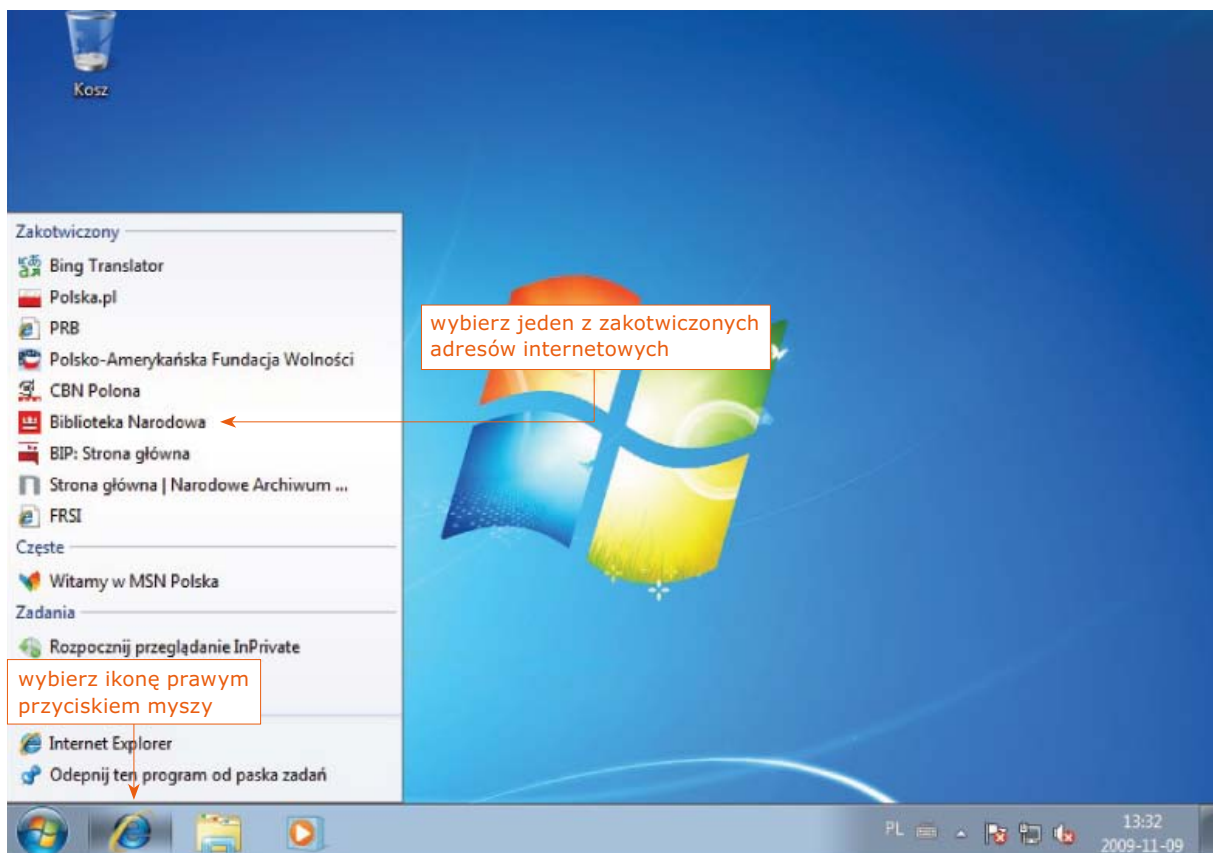 Kosz
Zakotwiczony
Bing Translator
Polska.pl
PRB
Polsko-Amerykańska Fundacja Wolności
CBN Polona
Biblioteka Narodowa
BIP: Strona główna
Strona główna | Narodowe Archiwum ...
FRSI
wybierz jeden z zakotwiczonych
adresów internetowych
Częste
Witamy w MSN Polska
Zadania
Rozpocznij przeglądanie InPrivate
wybierz ikonę prawym
przyciskiem myszy
Internet Explorer
Odepnij ten program od paska zadań
PL
13:32
2009-11-09